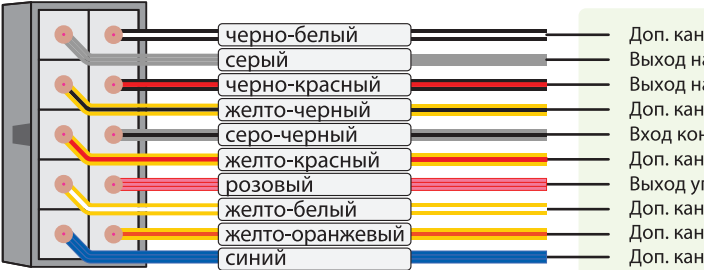 черно-белый Доп. кан
серый Выход на
черно-красный Выход на
желто-черный Доп. кан
серо-черный Вход кон
желто-красный Доп. кан
розовый Выход уп
желто-белый Доп. кан
желто-оранжевый Доп. кан
синий Доп. кан